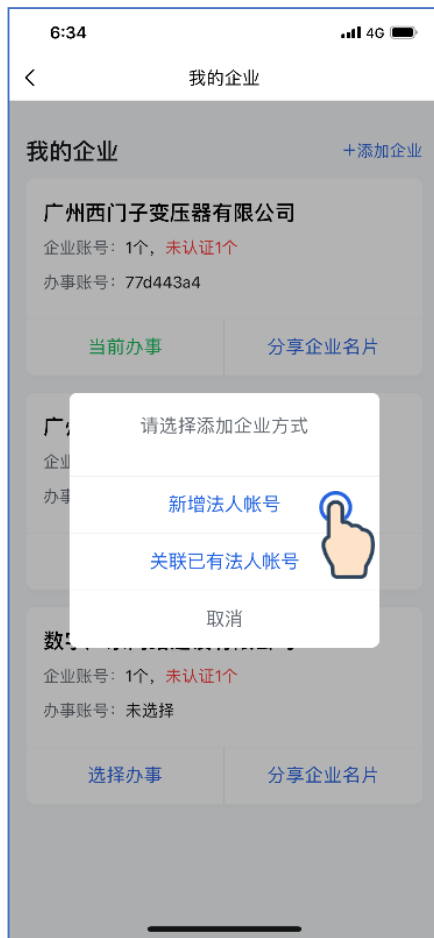 6:34
4G
我的企业
我的企业
+添加企业
广州西门子变压器有限公司
企业账号：1个，未认证1个
办事账号：77d443a4
当前办事
分享企业名片
请选择添加企业方式
新增法人帐号
关联已有法人帐号
取消
企业账号：1个，未认证1个
办事账号：未选择
选择办事
分享企业名片